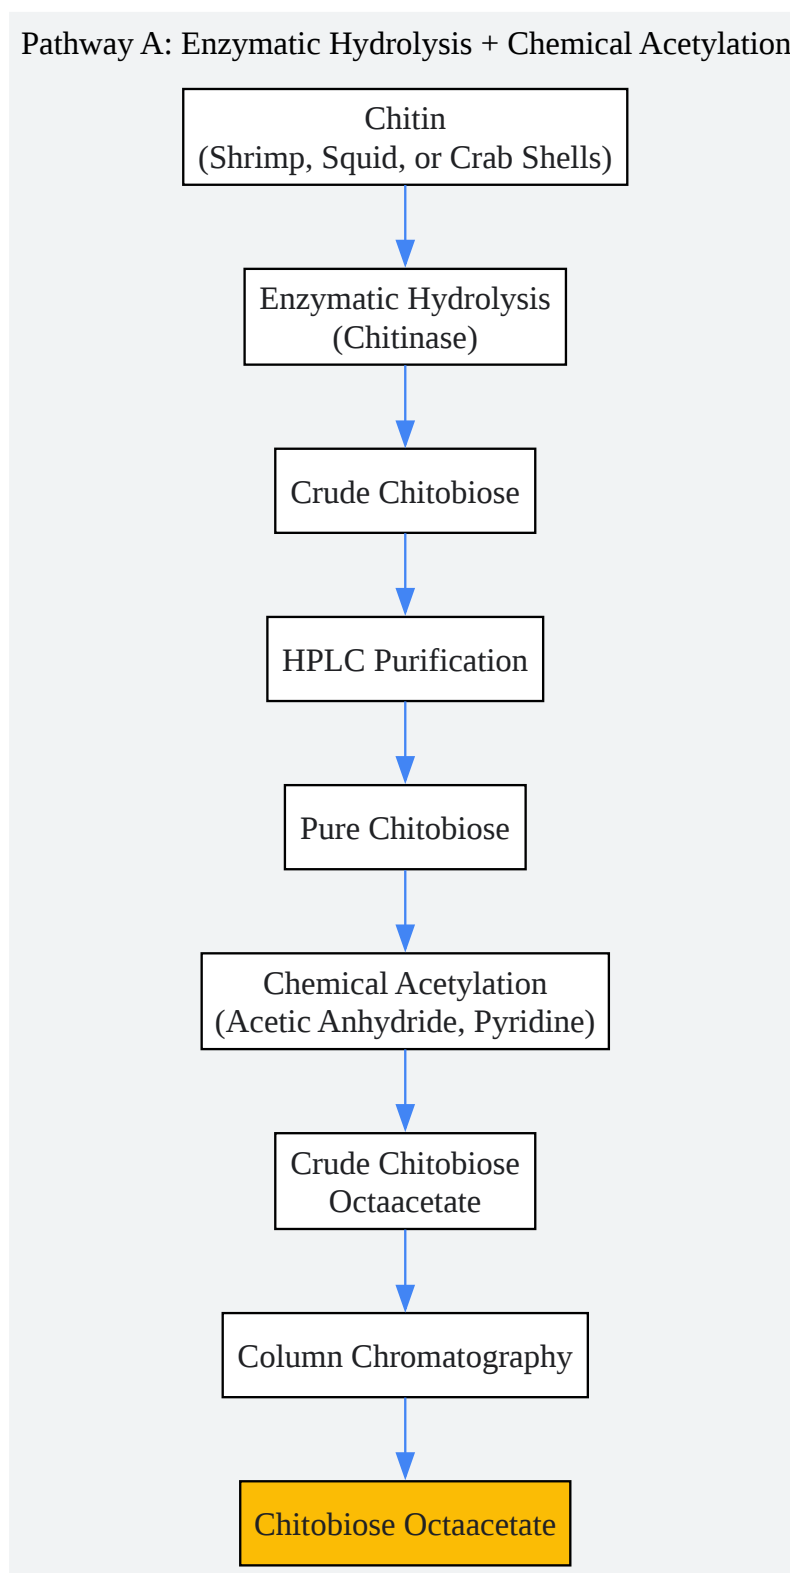 Pathway A: Enzymatic Hydrolysis + Chemical Acetylation
Chitin
(Shrimp, Squid, or Crab Shells)
Enzymatic Hydrolysis
(Chitinase)
Crude Chitobiose
HPLC Purification
Pure Chitobiose
Chemical Acetylation
(Acetic Anhydride, Pyridine)
Crude Chitobiose
Octaacetate
Column Chromatography
Chitobiose Octaacetate